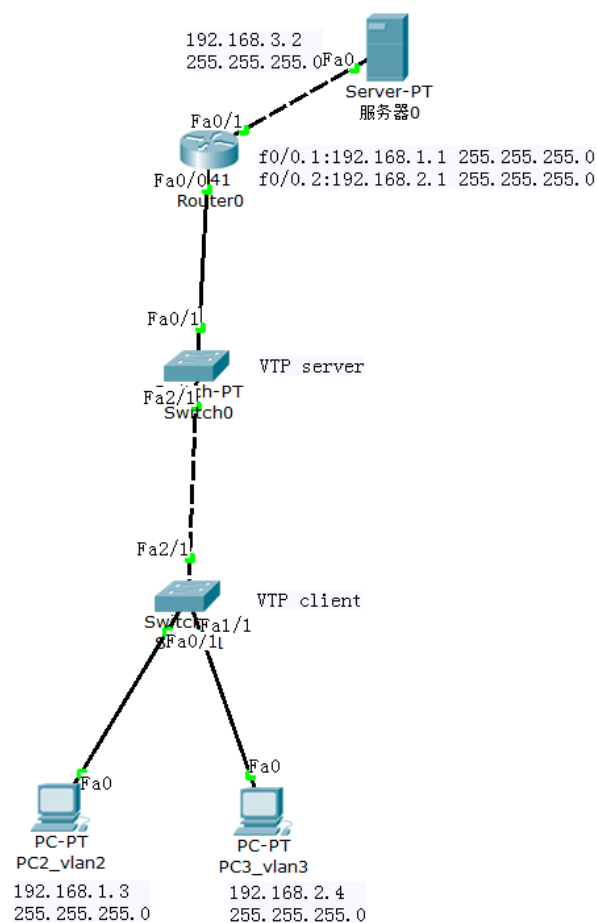 192.168.3.2
255.255.255.0
Fa0
Server-PT
服务器0
Fa0/1
f0/0.1:192.168.1.1 255.255.255.0
Fa0/0
41
f0/0.2:192.168.2.1 255.255.255.0
Router0
Fa0/1
VTP server
Fa2/1
Switch0
Fa2/1
VTP client
Fa1/1
Fa0/1
Fa0
Fa0
PC-PT
PC2_vlan2
PC-PT
PC3_vlan3
192.168.1.3
255.255.255.0
192.168.2.4
255.255.255.0